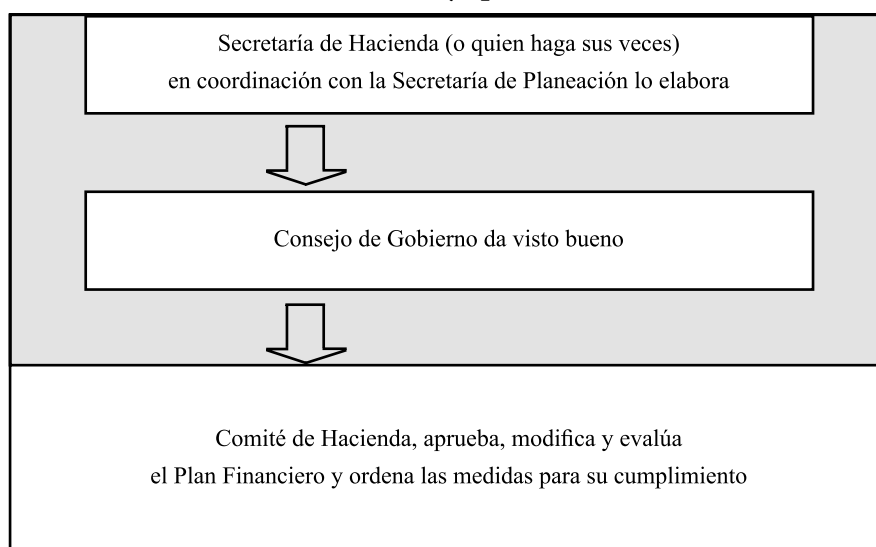 Secretaría de Hacienda (o quien haga sus veces)
en coordinación con la Secretaría de Planeación lo elabora
Consejo de Gobierno da visto bueno
Comité de Hacienda, aprueba, modifica y evalúa
el Plan Financiero y ordena las medidas para su cumplimiento